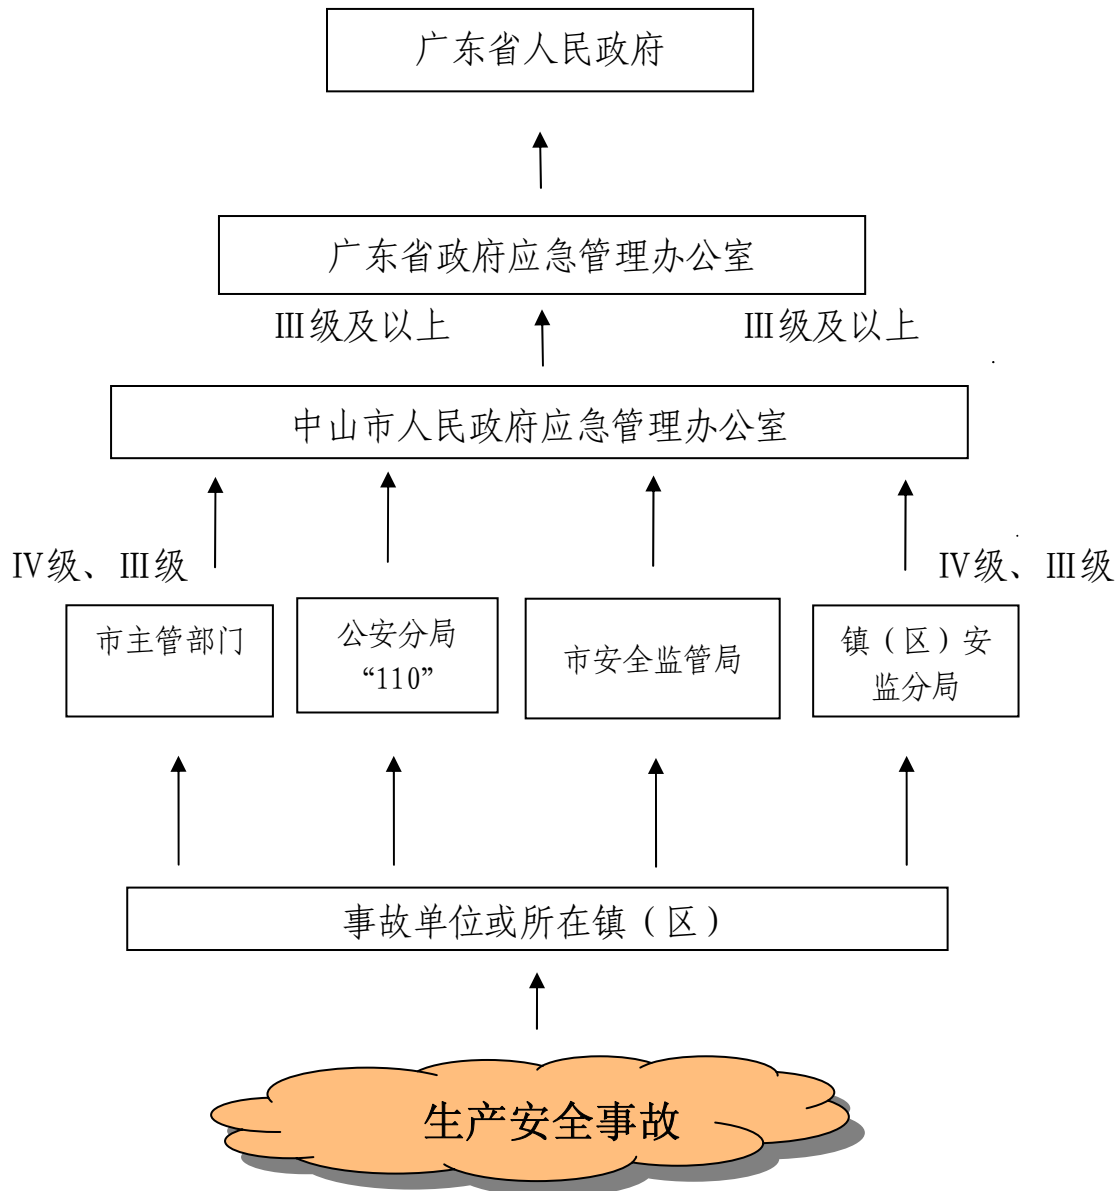 广东省人民政府
广东省政府应急管理办公室
Ⅲ级及以上
Ⅲ级及以上
中山市人民政府应急管理办公室
Ⅳ级、Ⅲ级
Ⅳ级、Ⅲ级
市主管部门
公安分局
“110”
市安全监管局
镇（区）安
监分局
事故单位或所在镇（区）
生产安全事故